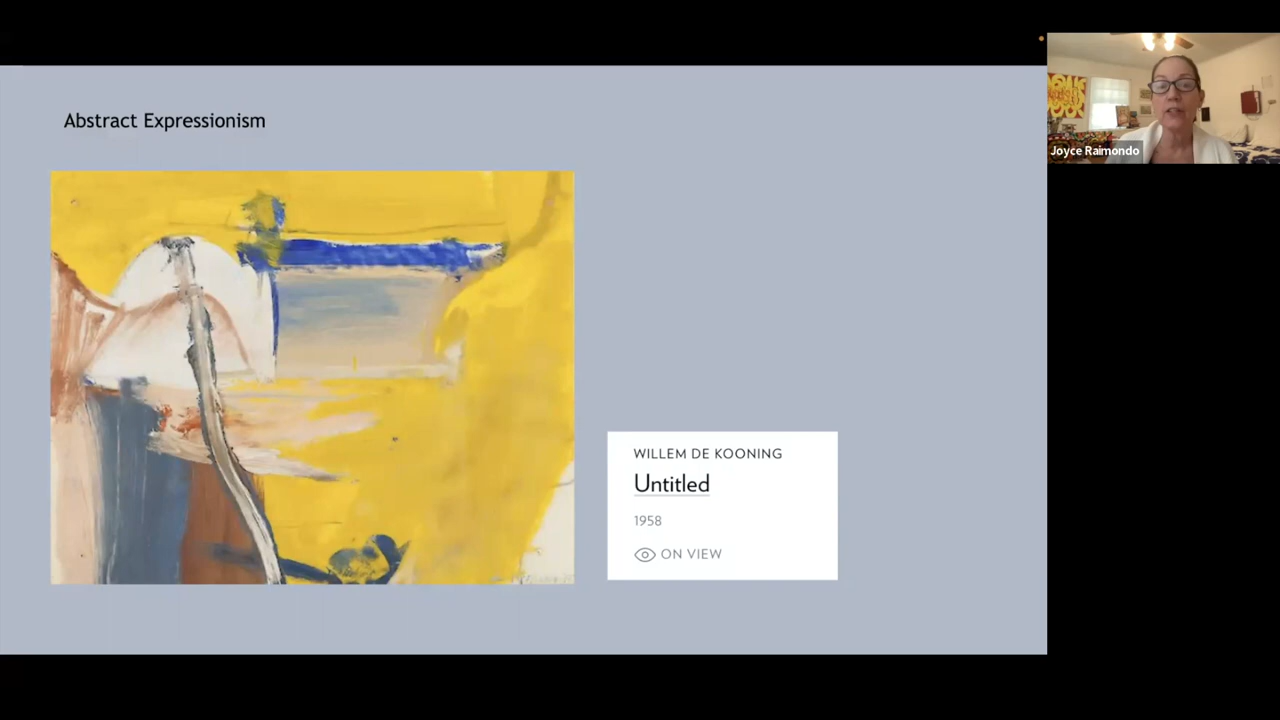 Abstract Expressionism
Joyce Raimondo
WILLEM DE KOONING
Untitled
1958
ON VIEW